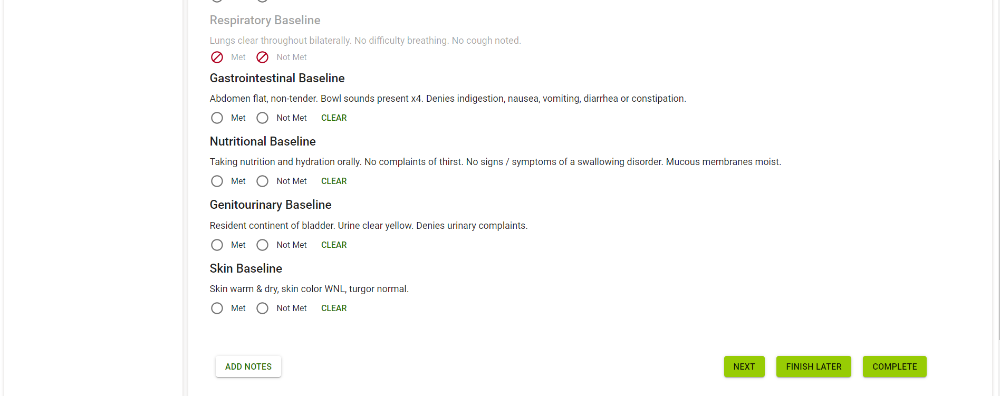 Respiratory Baseline
Lungs clear throughout bilaterally. No difficulty breathing. No cough noted.
Met Not Met
Gastrointestinal Baseline
Abdomen flat, non-tender. Bowl sounds present x4. Denies indigestion, nausea, vomiting, diarrhea or constipation.
Met Not Met CLEAR
Nutritional Baseline
Taking nutrition and hydration orally. No complaints of thirst. No signs / symptoms of a swallowing disorder. Mucous membranes moist.
Met Not Met CLEAR
Genitourinary Baseline
Resident continent of bladder. Urine clear yellow. Denies urinary complaints.
Met Not Met CLEAR
Skin Baseline
Skin warm & dry, skin color WNL, turgor normal.
Met Not Met CLEAR
ADD NOTES NEXT FINISH LATER COMPLETE